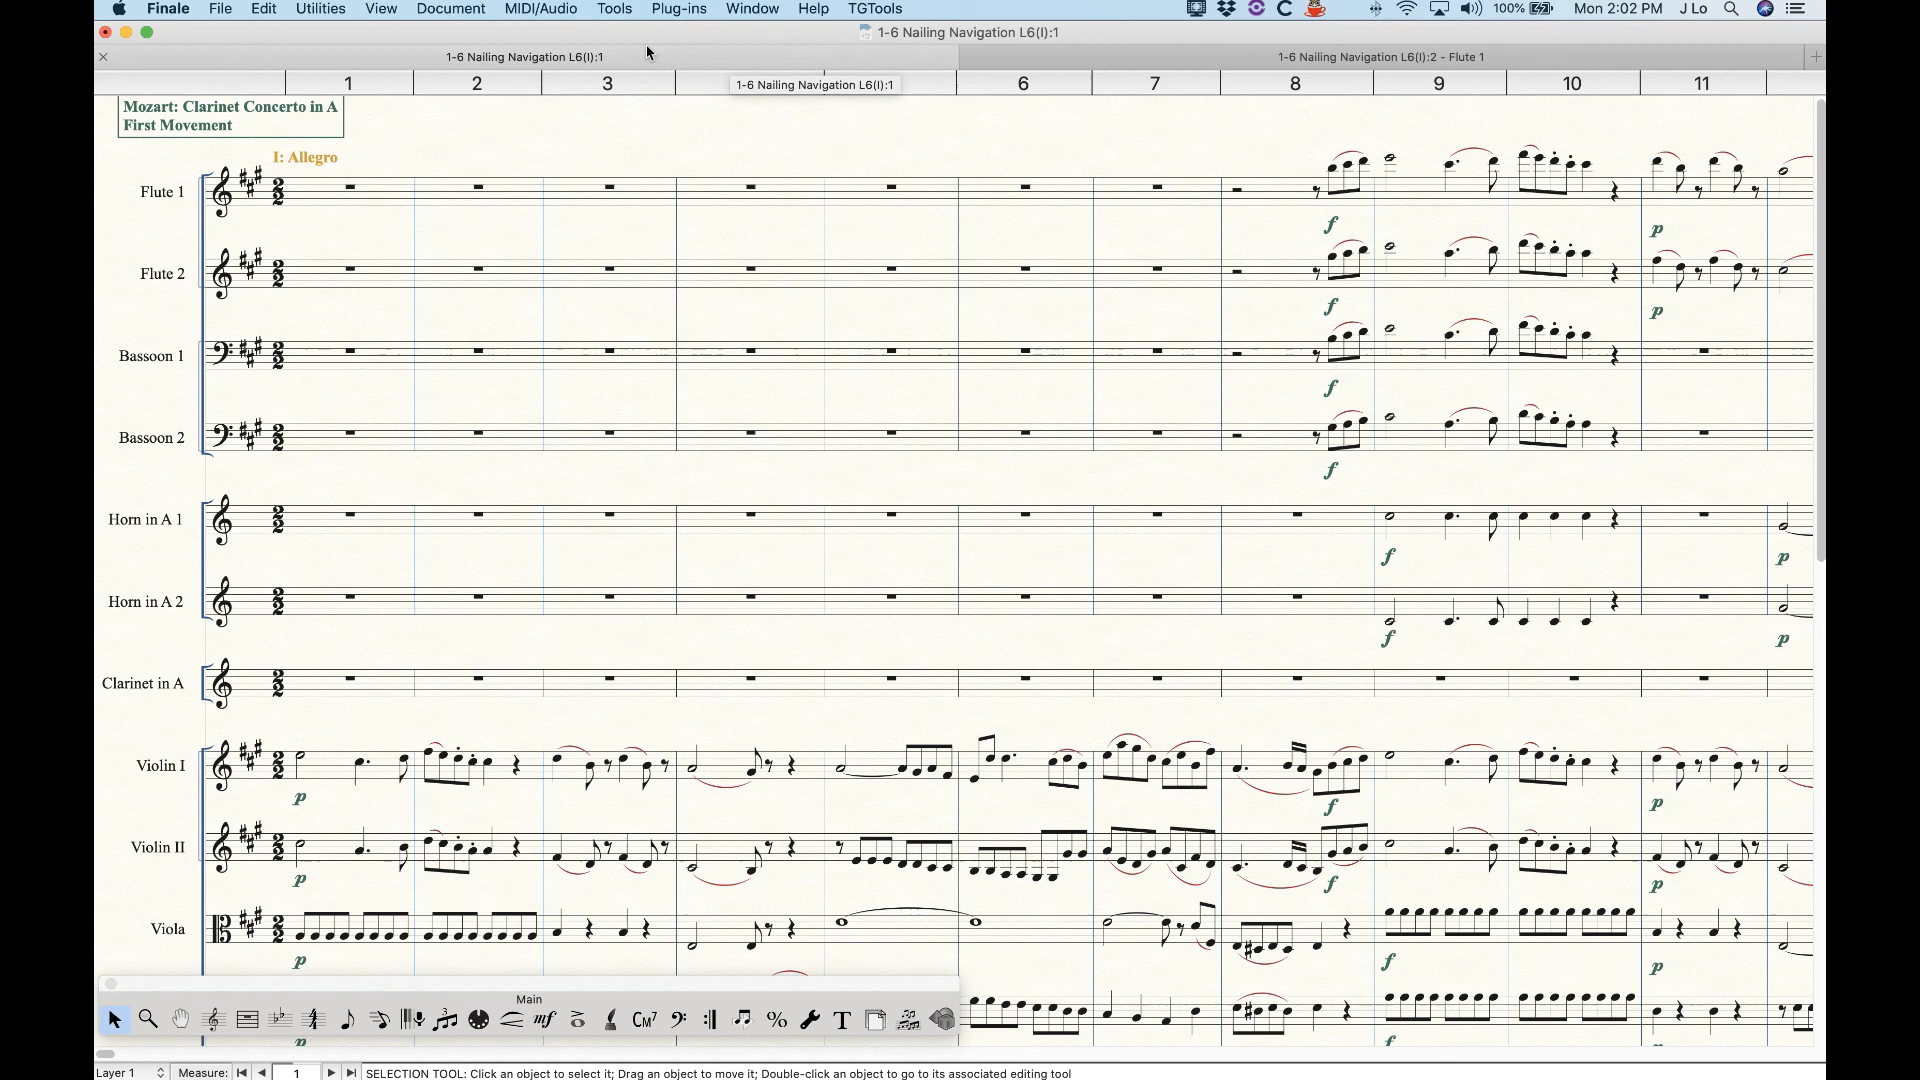 Finale File Edit Utilities View Document MIDI/Audio Tools Plug-ins Window Help TGTools 100% Mon 2:02 PM J Lo
1-6 Nailing Navigation L6(I):1
1-6 Nailing Navigation L6(I):1 1-6 Nailing Navigation L6(I):2 - Flute 1
1 2 3 6 7 8 9 10 11
1-6 Nailing Navigation L6(I):1
Mozart: Clarinet Concerto in A
First Movement
I: Allegro
Flute 1
f p
Flute 2
f p
Bassoon 1
f
Bassoon 2
f
Horn in A 1
f p
Horn in A 2
f p
Clarinet in A
Violin I
p f p
Violin II
p f p
Viola
p f p
Main
mf CM7 % T
p f
Layer 1 Measure: 1 SELECTION TOOL: Click an object to select it; Drag an object to move it; Double-click an object to go to its associated editing tool